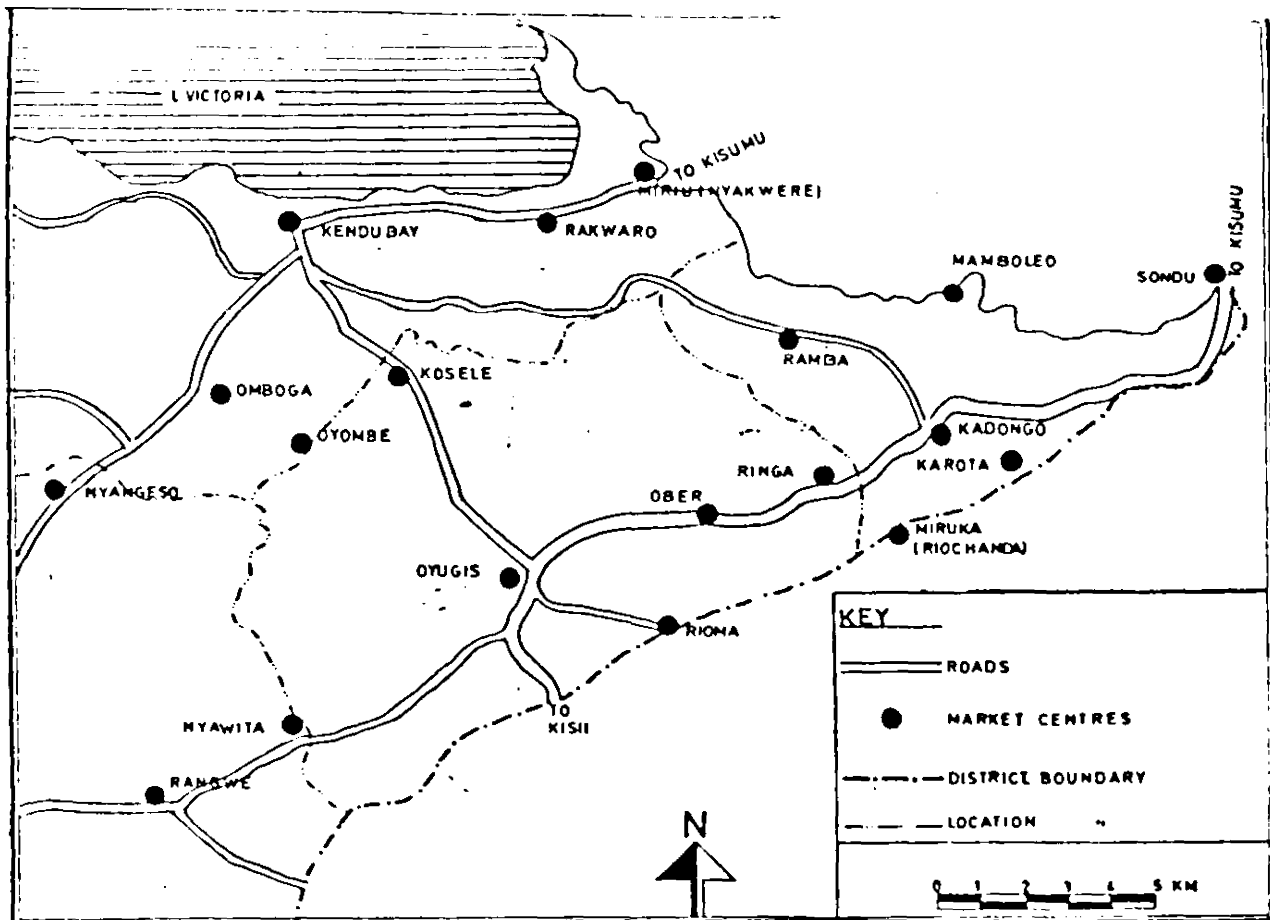 L VICTORIA
TO KISUMU
MIRIU (NYAKWERE)
KENDU BAY
RAKWARO
TO KISUMU
MAMBOLEO
SONDU
RAMBA
KOSELE
OMBOGA
OYOMBE
KADONGO
KAROTA
RINGA
NYANGESO
OBER
MIRUKA
(RIOCHANDA)
OYUGIS
RIOMA
NYAWITA
TO
KISII
RANGWE
KEY
ROADS
MARKET CENTRES
DISTRICT BOUNDARY
LOCATION "
N
0 1 2 3 4 5 KM